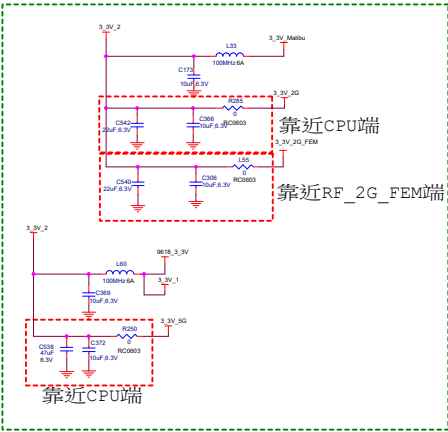 3_3V_2
L33
3_3V_Malibu
100MHz 6A
C173
10uF,6.3V
R285
3_3V_2G
C542
22uF,6.3V
C366
10uF,6.3V
0
RC0603
靠近CPU端
3_3V_2G_FEM
L55
C540
22uF,6.3V
C306
10uF,6.3V
0
RC0603
靠近RF_2G_FEM端
3_3V_2
9618_3_3V
L60
3_3V_1
100MHz 6A
C369
10uF,6.3V
R250
3_3V_5G
C538
47uF
6.3V
C372
10uF,6.3V
0
RC0603
靠近CPU端